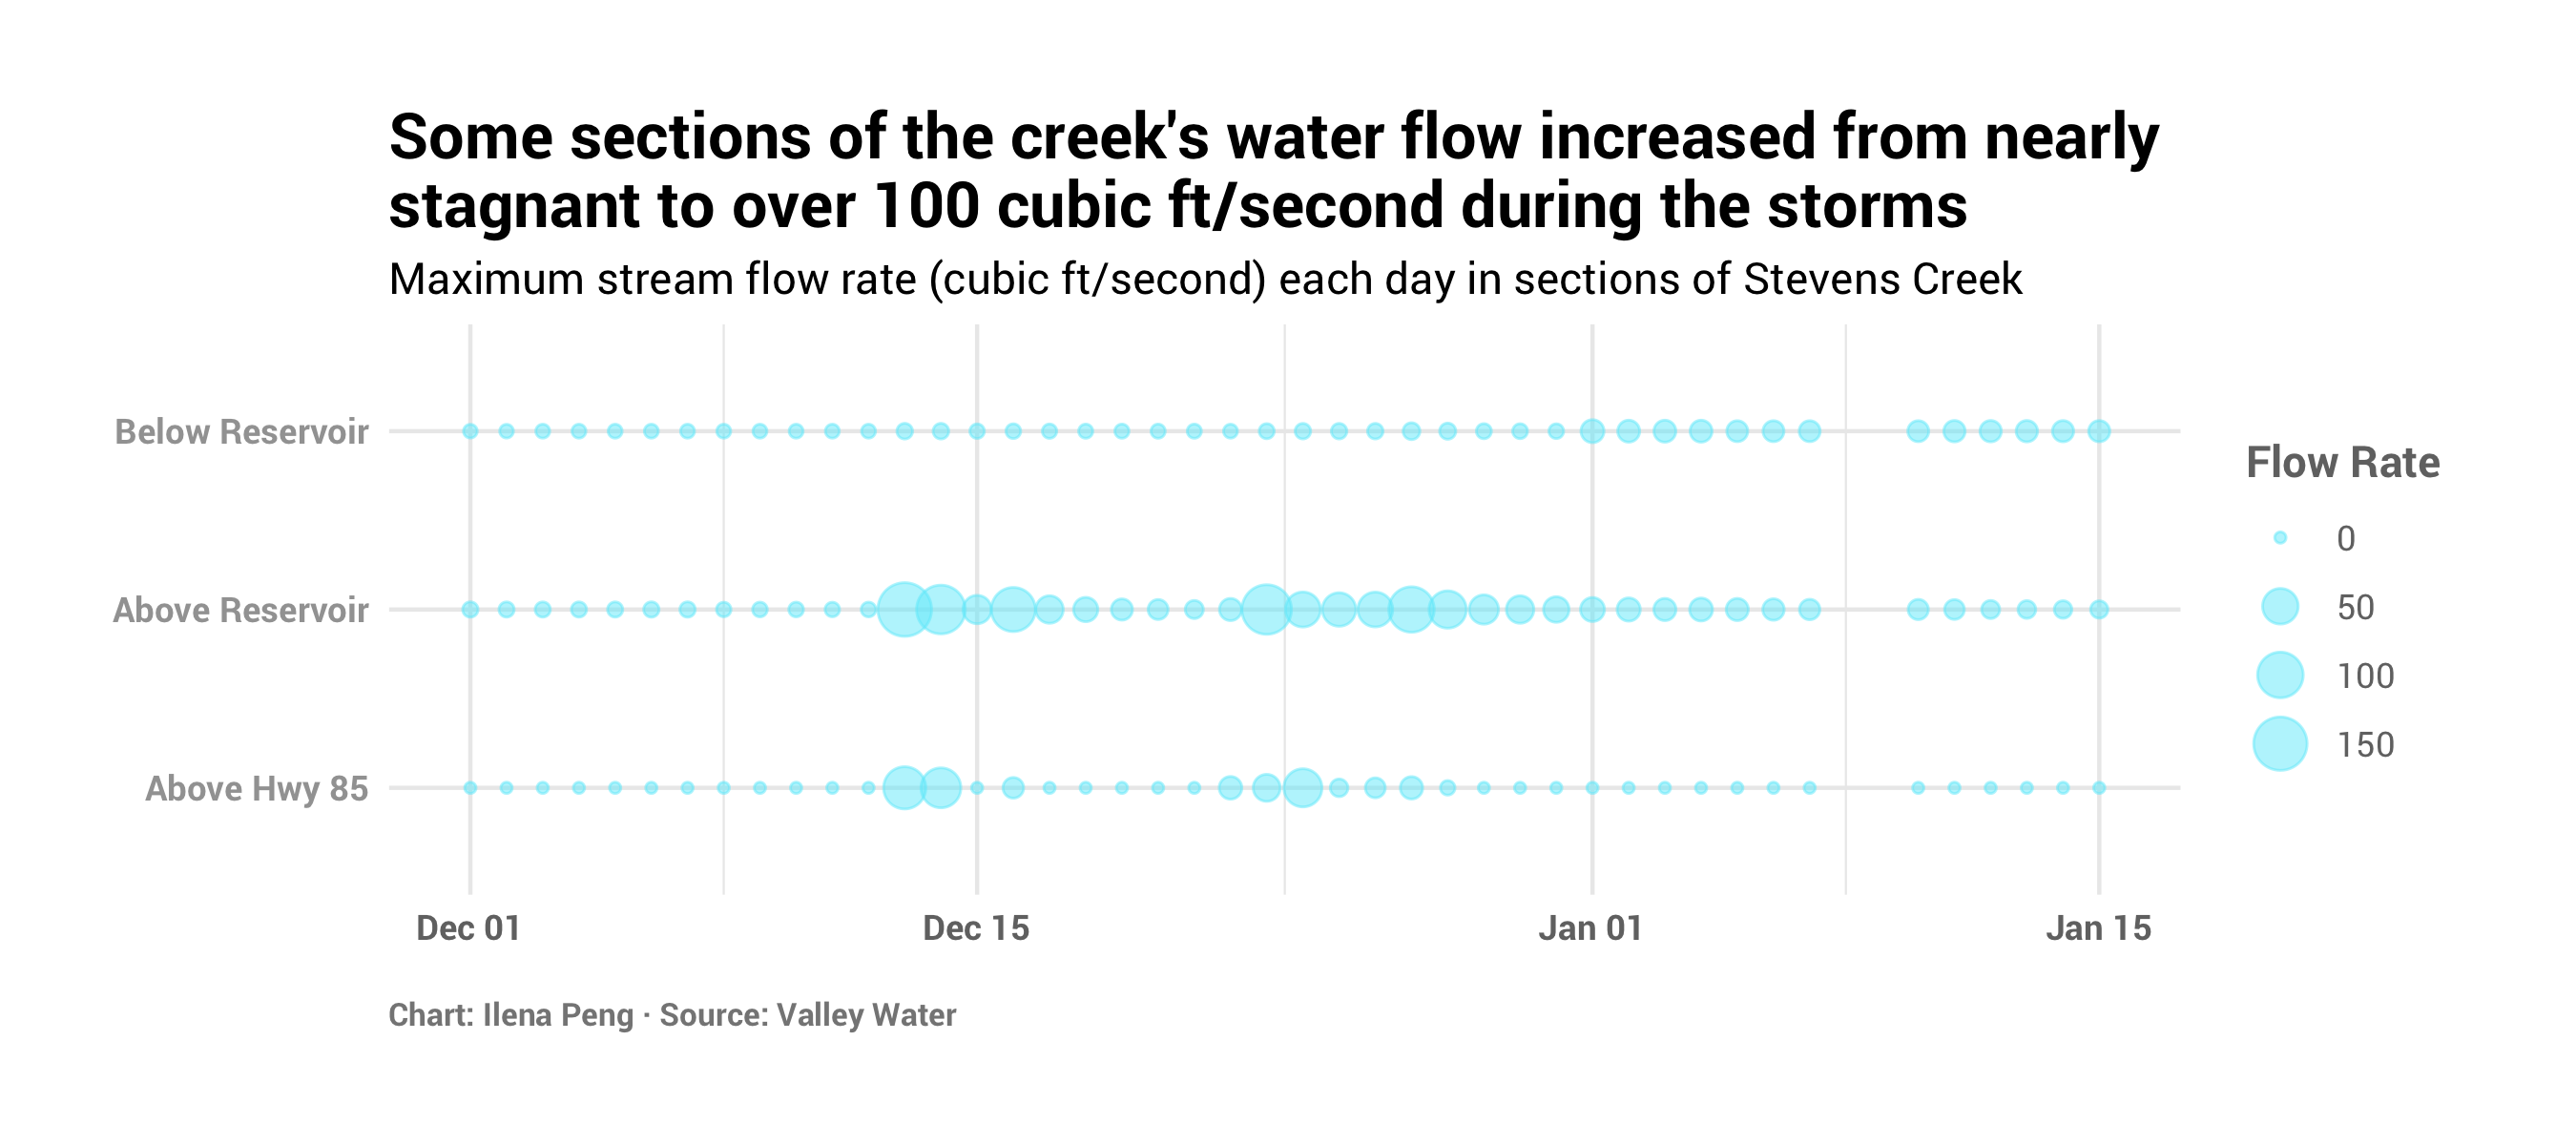 Some sections of the creek's water flow increased from nearly
stagnant to over 100 cubic ft/second during the storms
Maximum stream flow rate (cubic ft/second) each day in sections of Stevens Creek
Below Reservoir
Above Reservoir
Above Hwy 85
Dec 01
Dec 15
Jan 01
Jan 15
Flow Rate
0
50
100
150
Chart: Ilena Peng · Source: Valley Water